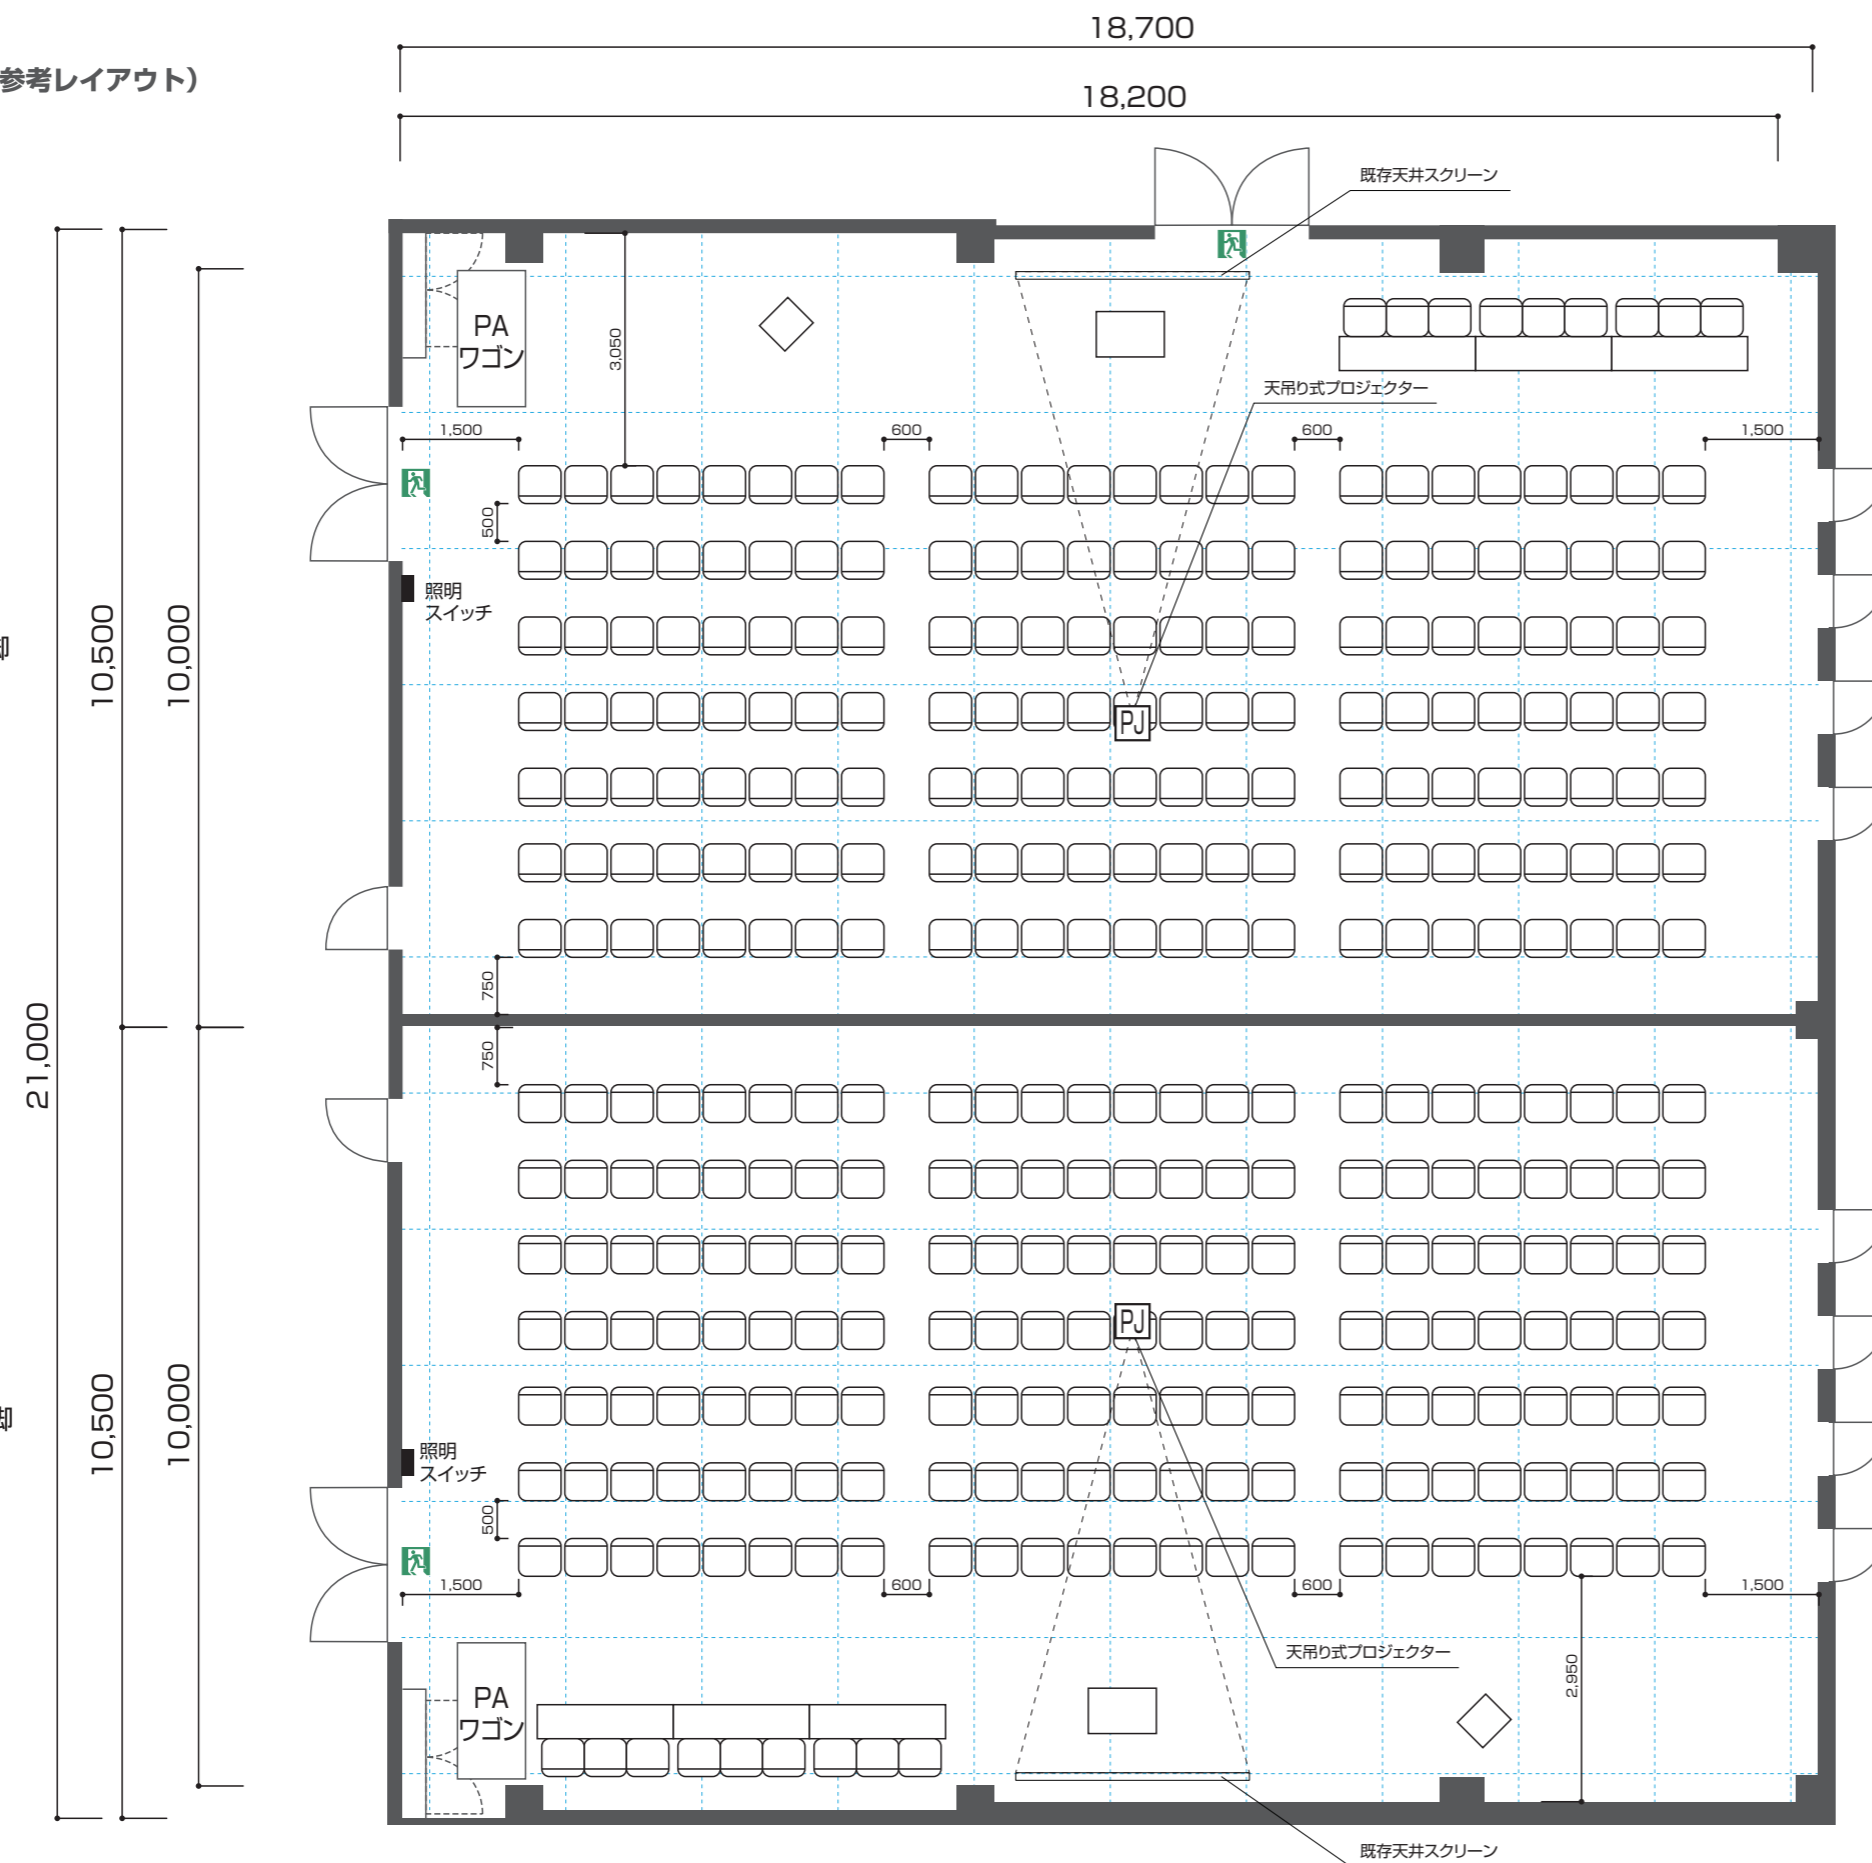 18,700
参考レイアウト）
18,200
既存天井スクリーン
PA
ワゴン
3,050
天吊り式プロジェクター
1,500
600
600
1,500
500
照明
スイッチ
10,500
10,000
脚
PJ
750
21,000
750
PJ
10,500
10,000
脚
照明
スイッチ
500
1,500
600
600
1,500
天吊り式プロジェクター
2,950
PA
ワゴン
既存天井スクリーン